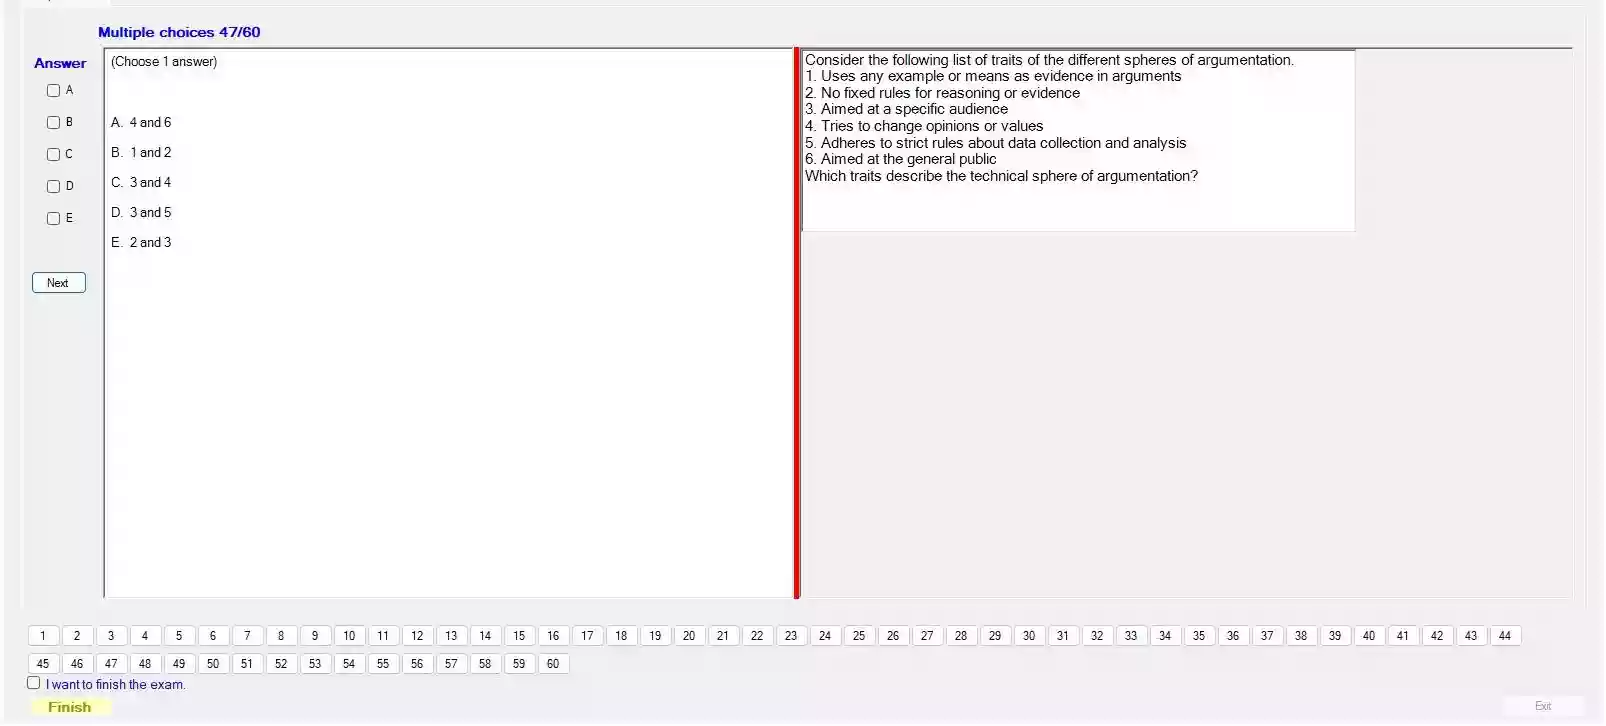 Multiple choices 47/60
Answer
A
B
C
D
E
Next
(Choose 1 answer)
A. 4 and 6
B. 1 and 2
C. 3 and 4
D. 3 and 5
E. 2 and 3
Consider the following list of traits of the different spheres of argumentation.
1. Uses any example or means as evidence in arguments
2. No fixed rules for reasoning or evidence
3. Aimed at a specific audience
4. Tries to change opinions or values
5. Adheres to strict rules about data collection and analysis
6. Aimed at the general public
Which traits describe the technical sphere of argumentation?
1 2 3 4 5 6 7 8 9 10 11 12 13 14 15 16 17 18 19 20 21 22 23 24 25 26 27 28 29 30 31 32 33 34 35 36 37 38 39 40 41 42 43 44
45 46 47 48 49 50 51 52 53 54 55 56 57 58 59 60
I want to finish the exam.
Finish
Exit